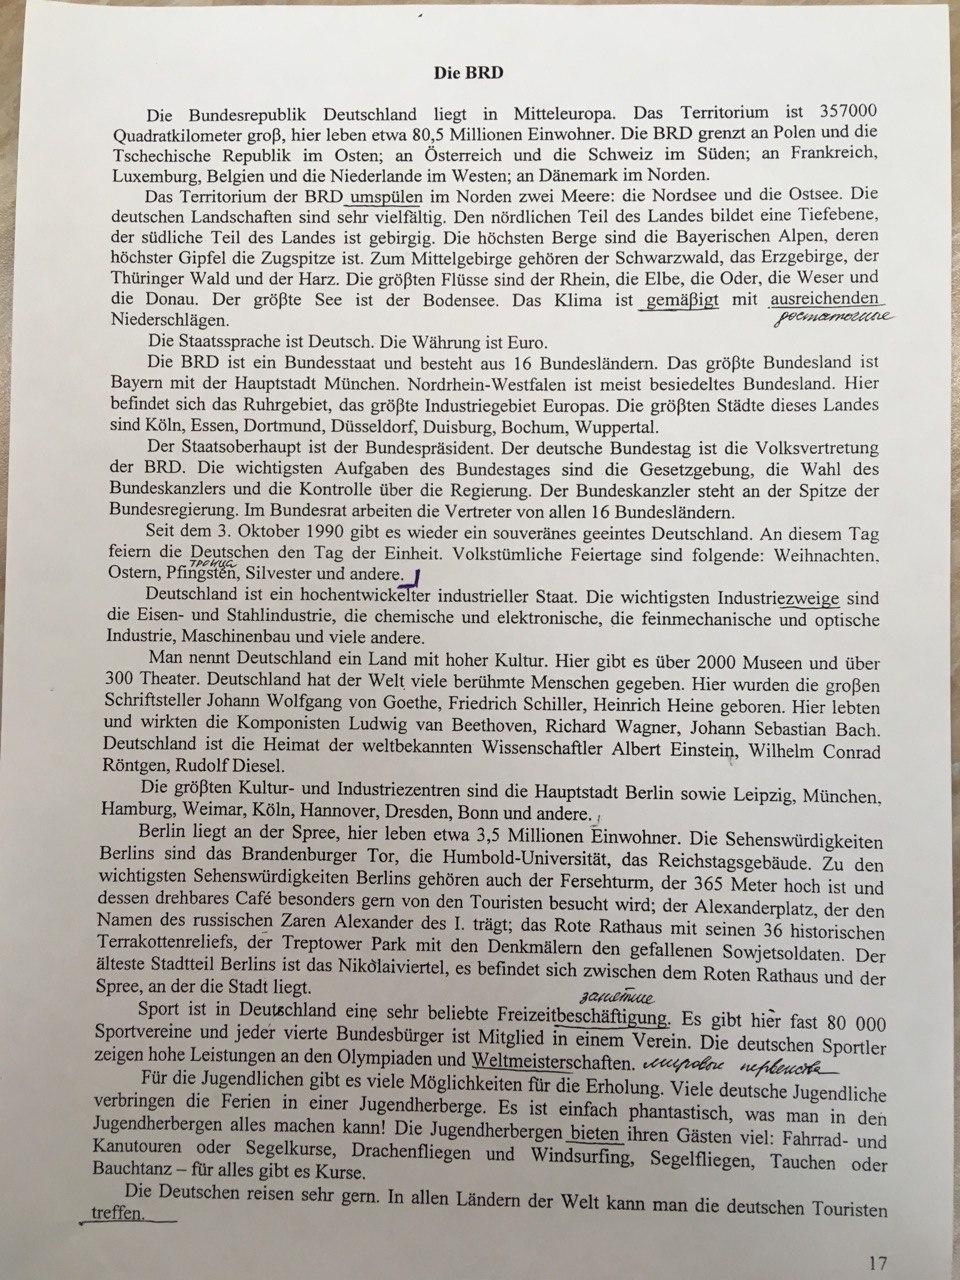 Die BRD
Die Bundesrepublik Deutschland liegt in Mitteleuropa. Das Territorium ist 357000
Quadratkilometer groß, hier leben etwa 80,5 Millionen Einwohner. Die BRD grenzt an Polen und die
Tschechische Republik im Osten; an Österreich und die Schweiz im Süden; an Frankreich,
Luxemburg, Belgien und die Niederlande im Westen; an Dänemark im Norden.
Das Territorium der BRD umspülen im Norden zwei Meere: die Nordsee und die Ostsee. Die
deutschen Landschaften sind sehr vielfältig. Den nördlichen Teil des Landes bildet eine Tiefebene,
der südliche Teil des Landes ist gebirgig. Die höchsten Berge sind die Bayerischen Alpen, deren
höchster Gipfel die Zugspitze ist. Zum Mittelgebirge gehören der Schwarzwald, das Erzgebirge, der
Thüringer Wald und der Harz. Die größten Flüsse sind der Rhein, die Elbe, die Oder, die Weser und
die Donau. Der größte See ist der Bodensee. Das Klima ist gemäßigt mit ausreichenden
Niederschlägen. достаточные
Die Staatssprache ist Deutsch. Die Währung ist Euro.
Die BRD ist ein Bundesstaat und besteht aus 16 Bundesländern. Das größte Bundesland ist
Bayern mit der Hauptstadt München. Nordrhein-Westfalen ist meist besiedeltes Bundesland. Hier
befindet sich das Ruhrgebiet, das größte Industriegebiet Europas. Die größten Städte dieses Landes
sind Köln, Essen, Dortmund, Düsseldorf, Duisburg, Bochum, Wuppertal.
Der Staatsoberhaupt ist der Bundespräsident. Der deutsche Bundestag ist die Volksvertretung
der BRD. Die wichtigsten Aufgaben des Bundestages sind die Gesetzgebung, die Wahl des
Bundeskanzlers und die Kontrolle über die Regierung. Der Bundeskanzler steht an der Spitze der
Bundesregierung. Im Bundesrat arbeiten die Vertreter von allen 16 Bundesländern.
Seit dem 3. Oktober 1990 gibt es wieder ein souveränes geeintes Deutschland. An diesem Tag
feiern die Deutschen den Tag der Einheit. Volkstümliche Feiertage sind folgende: Weihnachten,
троица
Ostern, Pfingsten, Silvester und andere.
Deutschland ist ein hochentwickelter industrieller Staat. Die wichtigsten Industriezweige sind
die Eisen- und Stahlindustrie, die chemische und elektronische, die feinmechanische und optische
Industrie, Maschinenbau und viele andere.
Man nennt Deutschland ein Land mit hoher Kultur. Hier gibt es über 2000 Museen und über
300 Theater. Deutschland hat der Welt viele berühmte Menschen gegeben. Hier wurden die großen
Schriftsteller Johann Wolfgang von Goethe, Friedrich Schiller, Heinrich Heine geboren. Hier lebten
und wirkten die Komponisten Ludwig van Beethoven, Richard Wagner, Johann Sebastian Bach.
Deutschland ist die Heimat der weltbekannten Wissenschaftler Albert Einstein, Wilhelm Conrad
Röntgen, Rudolf Diesel.
Die größten Kultur- und Industriezentren sind die Hauptstadt Berlin sowie Leipzig, München,
Hamburg, Weimar, Köln, Hannover, Dresden, Bonn und andere.
Berlin liegt an der Spree, hier leben etwa 3,5 Millionen Einwohner. Die Sehenswürdigkeiten
Berlins sind das Brandenburger Tor, die Humbold-Universität, das Reichstagsgebäude. Zu den
wichtigsten Sehenswürdigkeiten Berlins gehören auch der Fersehturm, der 365 Meter hoch ist und
dessen drehbares Café besonders gern von den Touristen besucht wird; der Alexanderplatz, der den
Namen des russischen Zaren Alexander des I. trägt; das Rote Rathaus mit seinen 36 historischen
Terrakottenreliefs, der Treptower Park mit den Denkmälern den gefallenen Sowjetsoldaten. Der
älteste Stadtteil Berlins ist das Nikolaiviertel, es befindet sich zwischen dem Roten Rathaus und der
Spree, an der die Stadt liegt.
занятие
Sport ist in Deutschland eine sehr beliebte Freizeitbeschäftigung. Es gibt hier fast 80 000
Sportvereine und jeder vierte Bundesbürger ist Mitglied in einem Verein. Die deutschen Sportler
zeigen hohe Leistungen an den Olympiaden und Weltmeisterschaften. мировое первенство
Für die Jugendlichen gibt es viele Möglichkeiten für die Erholung. Viele deutsche Jugendliche
verbringen die Ferien in einer Jugendherberge. Es ist einfach phantastisch, was man in den
Jugendherbergen alles machen kann! Die Jugendherbergen bieten ihren Gästen viel: Fahrrad- und
Kanutouren oder Segelkurse, Drachenfliegen und Windsurfing, Segelfliegen, Tauchen oder
Bauchtanz – für alles gibt es Kurse.
Die Deutschen reisen sehr gern. In allen Ländern der Welt kann man die deutschen Touristen
treffen.
17